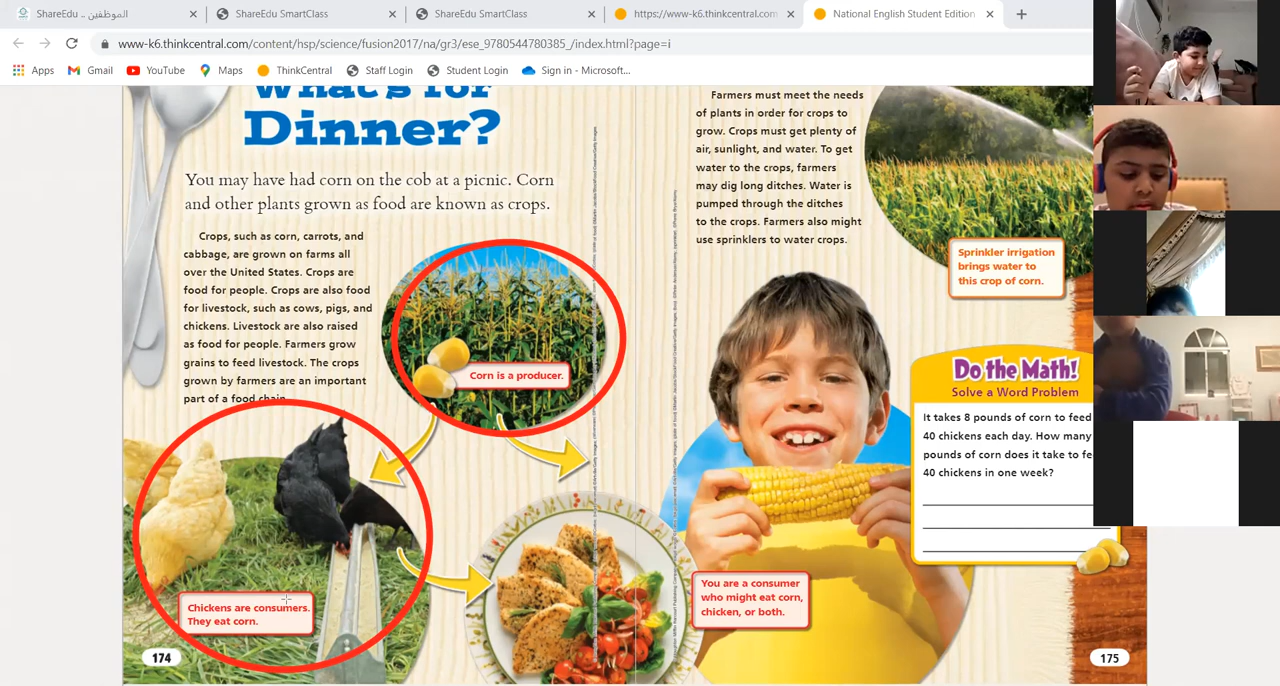 ShareEdu .. الموظفين
ShareEdu SmartClass
ShareEdu SmartClass
https://www-k6.thinkcentral.com
National English Student Edition
www-k6.thinkcentral.com/content/hsp/science/fusion2017/na/gr3/ese_9780544780385_/index.html?page=i
Apps
Gmail
YouTube
Maps
ThinkCentral
Staff Login
Student Login
Sign in - Microsoft...
What's for
Dinner?
You may have had corn on the cob at a picnic. Corn
and other plants grown as food are known as crops.
Crops, such as corn, carrots, and
cabbage, are grown on farms all
over the United States. Crops are
food for people. Crops are also food
for livestock, such as cows, pigs, and
chickens. Livestock are also raised
as food for people. Farmers grow
grains to feed livestock. The crops
grown by farmers are an important
part of a food chain.
Corn is a producer.
Chickens are consumers.
They eat corn.
174
Farmers must meet the needs
of plants in order for crops to
grow. Crops must get plenty of
air, sunlight, and water. To get
water to the crops, farmers
may dig long ditches. Water is
pumped through the ditches
to the crops. Farmers also might
use sprinklers to water crops.
Sprinkler irrigation
brings water to
this crop of corn.
You are a consumer
who might eat corn,
chicken, or both.
Do the Math!
Solve a Word Problem
It takes 8 pounds of corn to feed
40 chickens each day. How many
pounds of corn does it take to fe
40 chickens in one week?
175